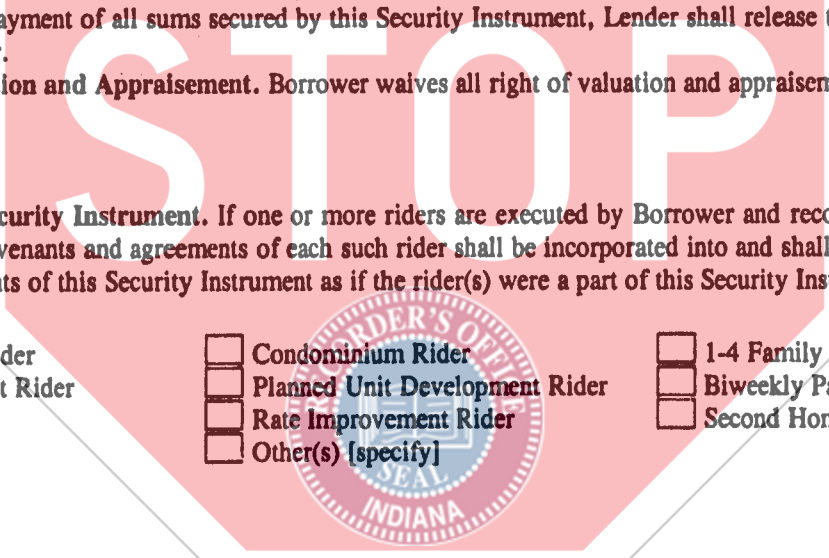 ayment of all sums secured by this Security Instrument, Lender shall release t
r.
ion and Appraisement. Borrower waives all right of valuation and appraisem
STOP
curity Instrument. If one or more riders are executed by Borrower and reco
venants and agreements of each such rider shall be incorporated into and shall
ts of this Security Instrument as if the rider(s) were a part of this Security Ins
der
Condominium Rider
1-4 Family
t Rider
Planned Unit Development Rider
Biweekly Pa
Rate Improvement Rider
Second Hom
Other(s) [specify]
RECORDER'S OFFICE
SEAL
INDIANA